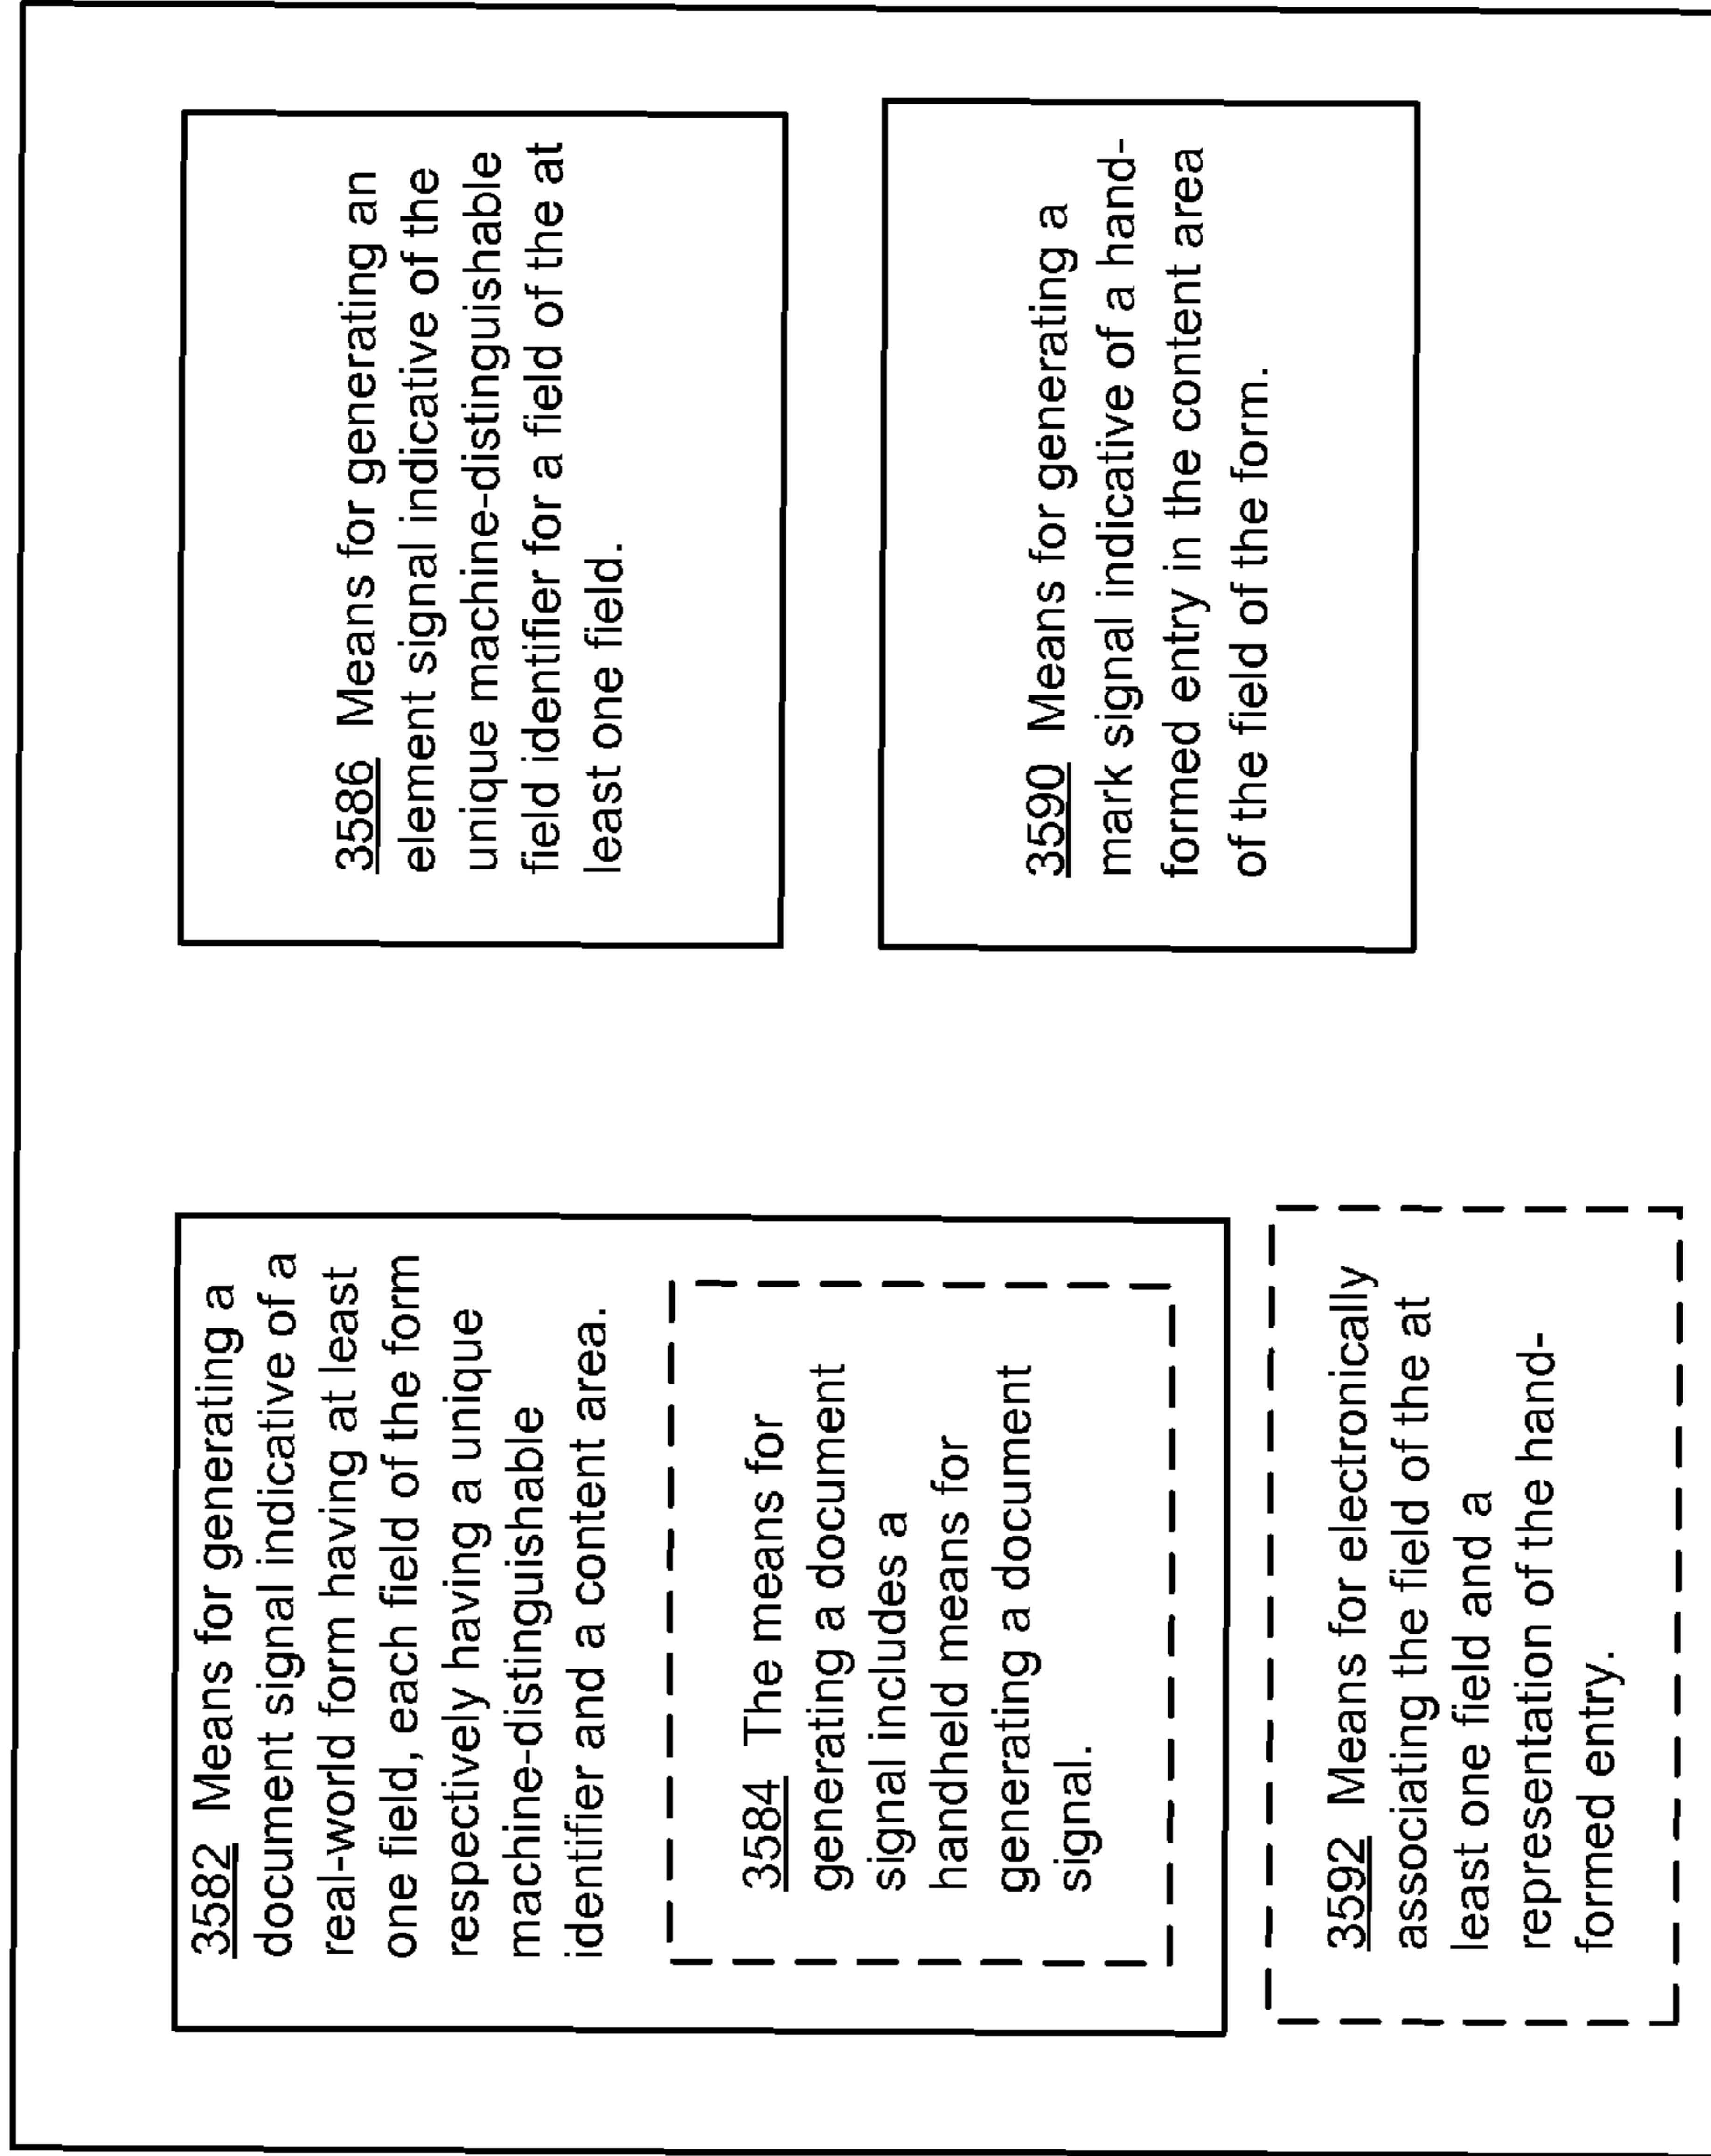 3582 Means for generating a
document signal indicative of a
real-world form having at least
one field, each field of the form
respectively having a unique
machine-distinguishable
identifier and a content area.
3584 The means for
generating a document
signal includes a
handheld means for
generating a document
signal.
3586 Means for generating an
element signal indicative of the
unique machine-distinguishable
field identifier for a field of the at
least one field.
3590 Means for generating a
mark signal indicative of a hand-
formed entry in the content area
of the field of the form.
3592 Means for electronically
associating the field of the at
least one field and a
representation of the hand-
formed entry.